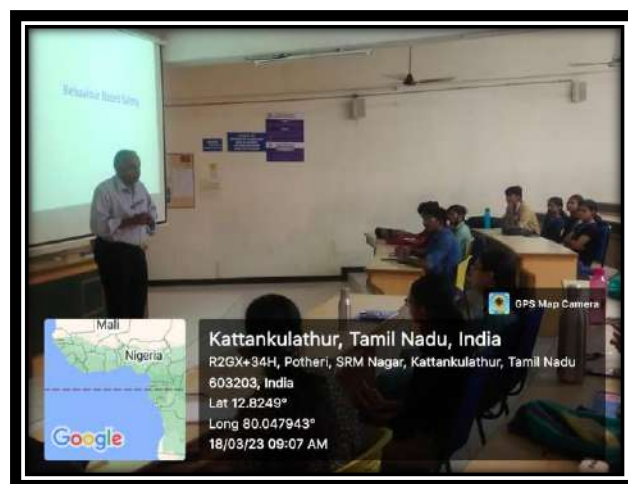 Behaviour Based Safety
GPS Map Camera
Mali
Nigeria
Google
Kattankulathur, Tamil Nadu, India
R2GX+34H, Potheri, SRM Nagar, Kattankulathur, Tamil Nadu
603203, India
Lat 12.8249°
Long 80.047943°
18/03/23 09:07 AM